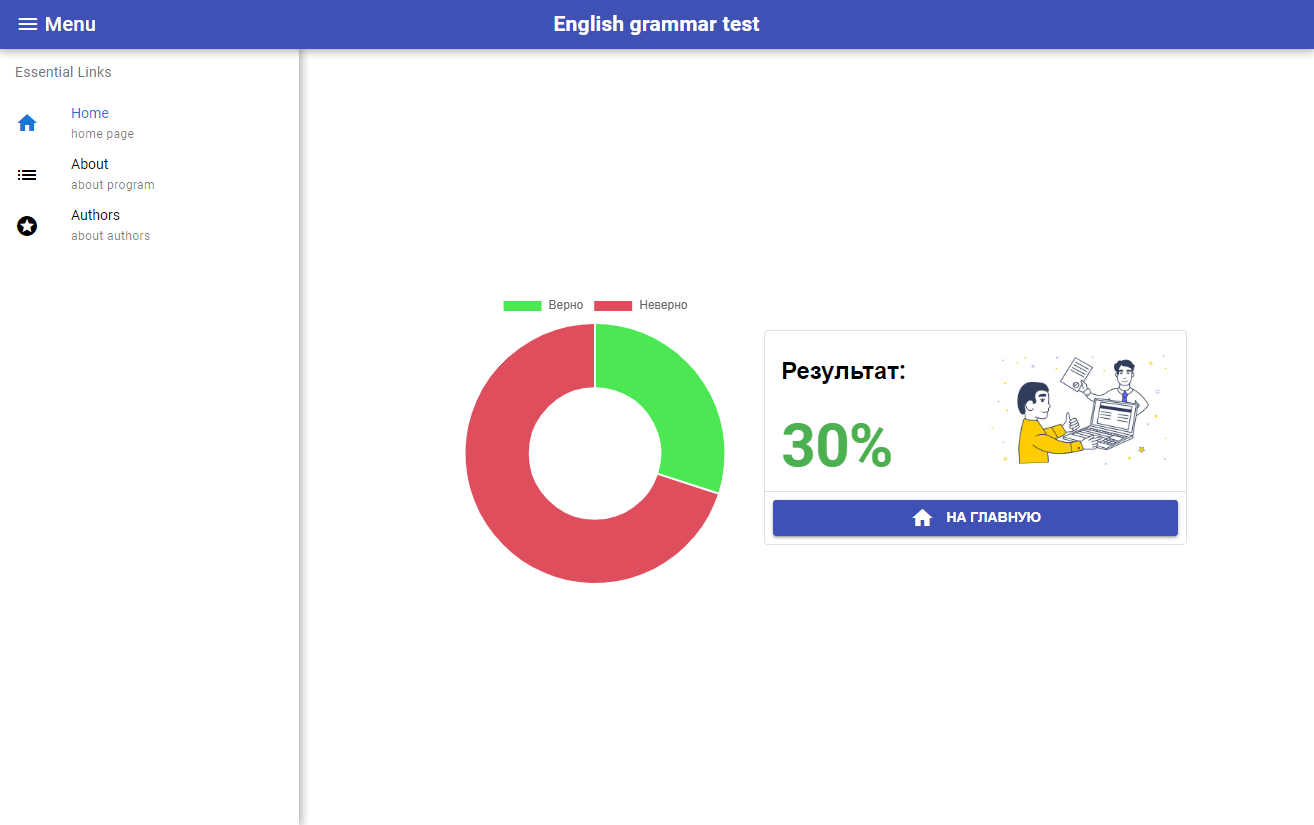 Menu
English grammar test
Essential Links
Home
home page
About
about program
Authors
about authors
Верно Неверно
Результат:
30%
НА ГЛАВНУЮ